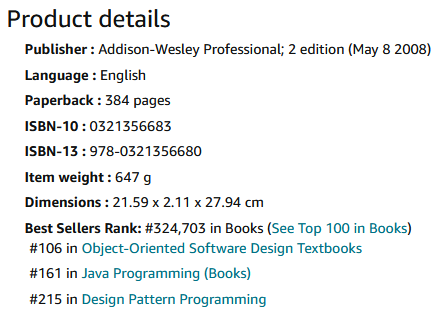 Product details
Publisher : Addison-Wesley Professional; 2 edition (May 8 2008)
Language : English
Paperback : 384 pages
ISBN-10 : 0321356683
ISBN-13 : 978-0321356680
Item weight : 647 g
Dimensions : 21.59 x 2.11 x 27.94 cm
Best Sellers Rank: #324,703 in Books (See Top 100 in Books)
#106 in Object-Oriented Software Design Textbooks
#161 in Java Programming (Books)
#215 in Design Pattern Programming